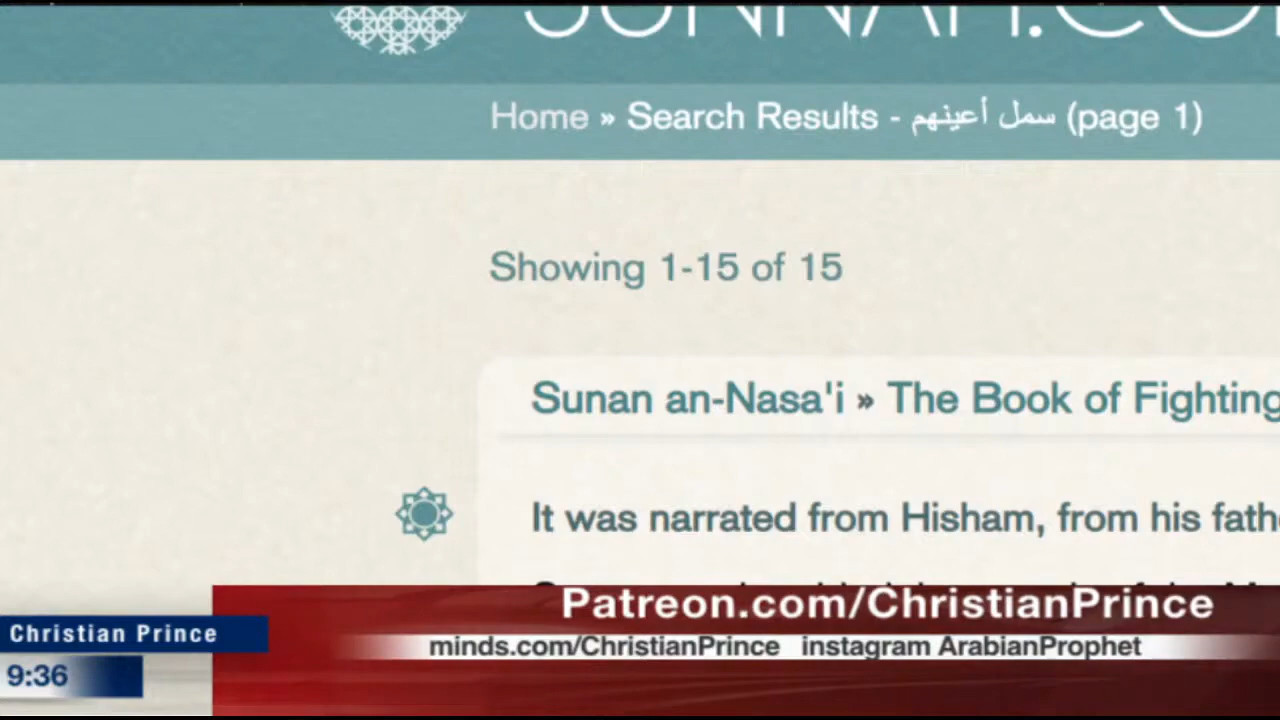 SUNNAH.CO
Home » Search Results - سمل أعينهم (page 1)
Showing 1-15 of 15
Sunan an-Nasa'i » The Book of Fighting
It was narrated from Hisham, from his fath
Patreon.com/ChristianPrince
Christian Prince
minds.com/ChristianPrince instagram ArabianProphet
9:36